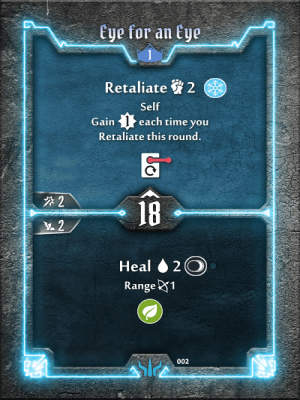 Eye for an Eye
1
Retaliate 2
Self
Gain 1 each time you
Retaliate this round.
2
18
2
Heal 2
Range 1
002